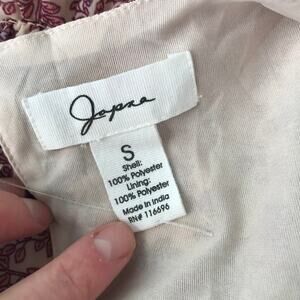 Japna
S
Shell:
100% Polyester
Lining:
100% Polyester
Made in India
RN# 116696